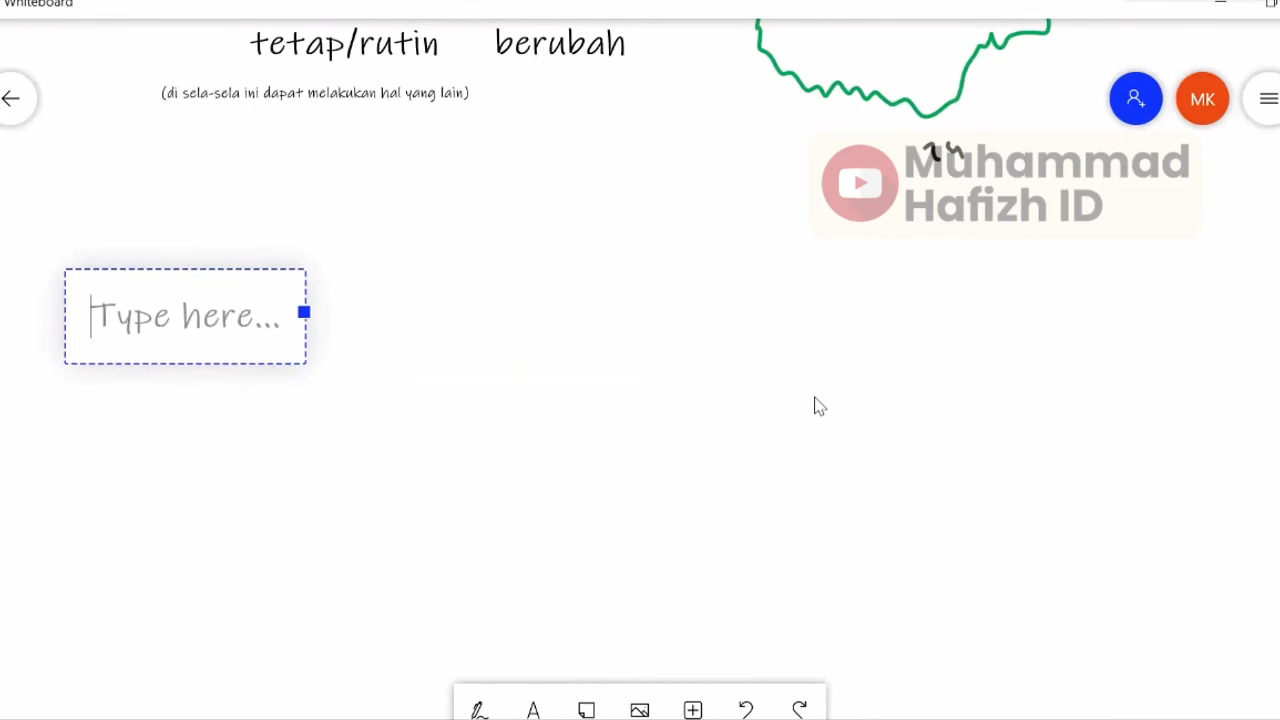 Whiteboard
tetap/rutin berubah
(di sela-sela ini dapat melakukan hal yang lain)
MK
Muhammad
Hafizh ID
Type here...